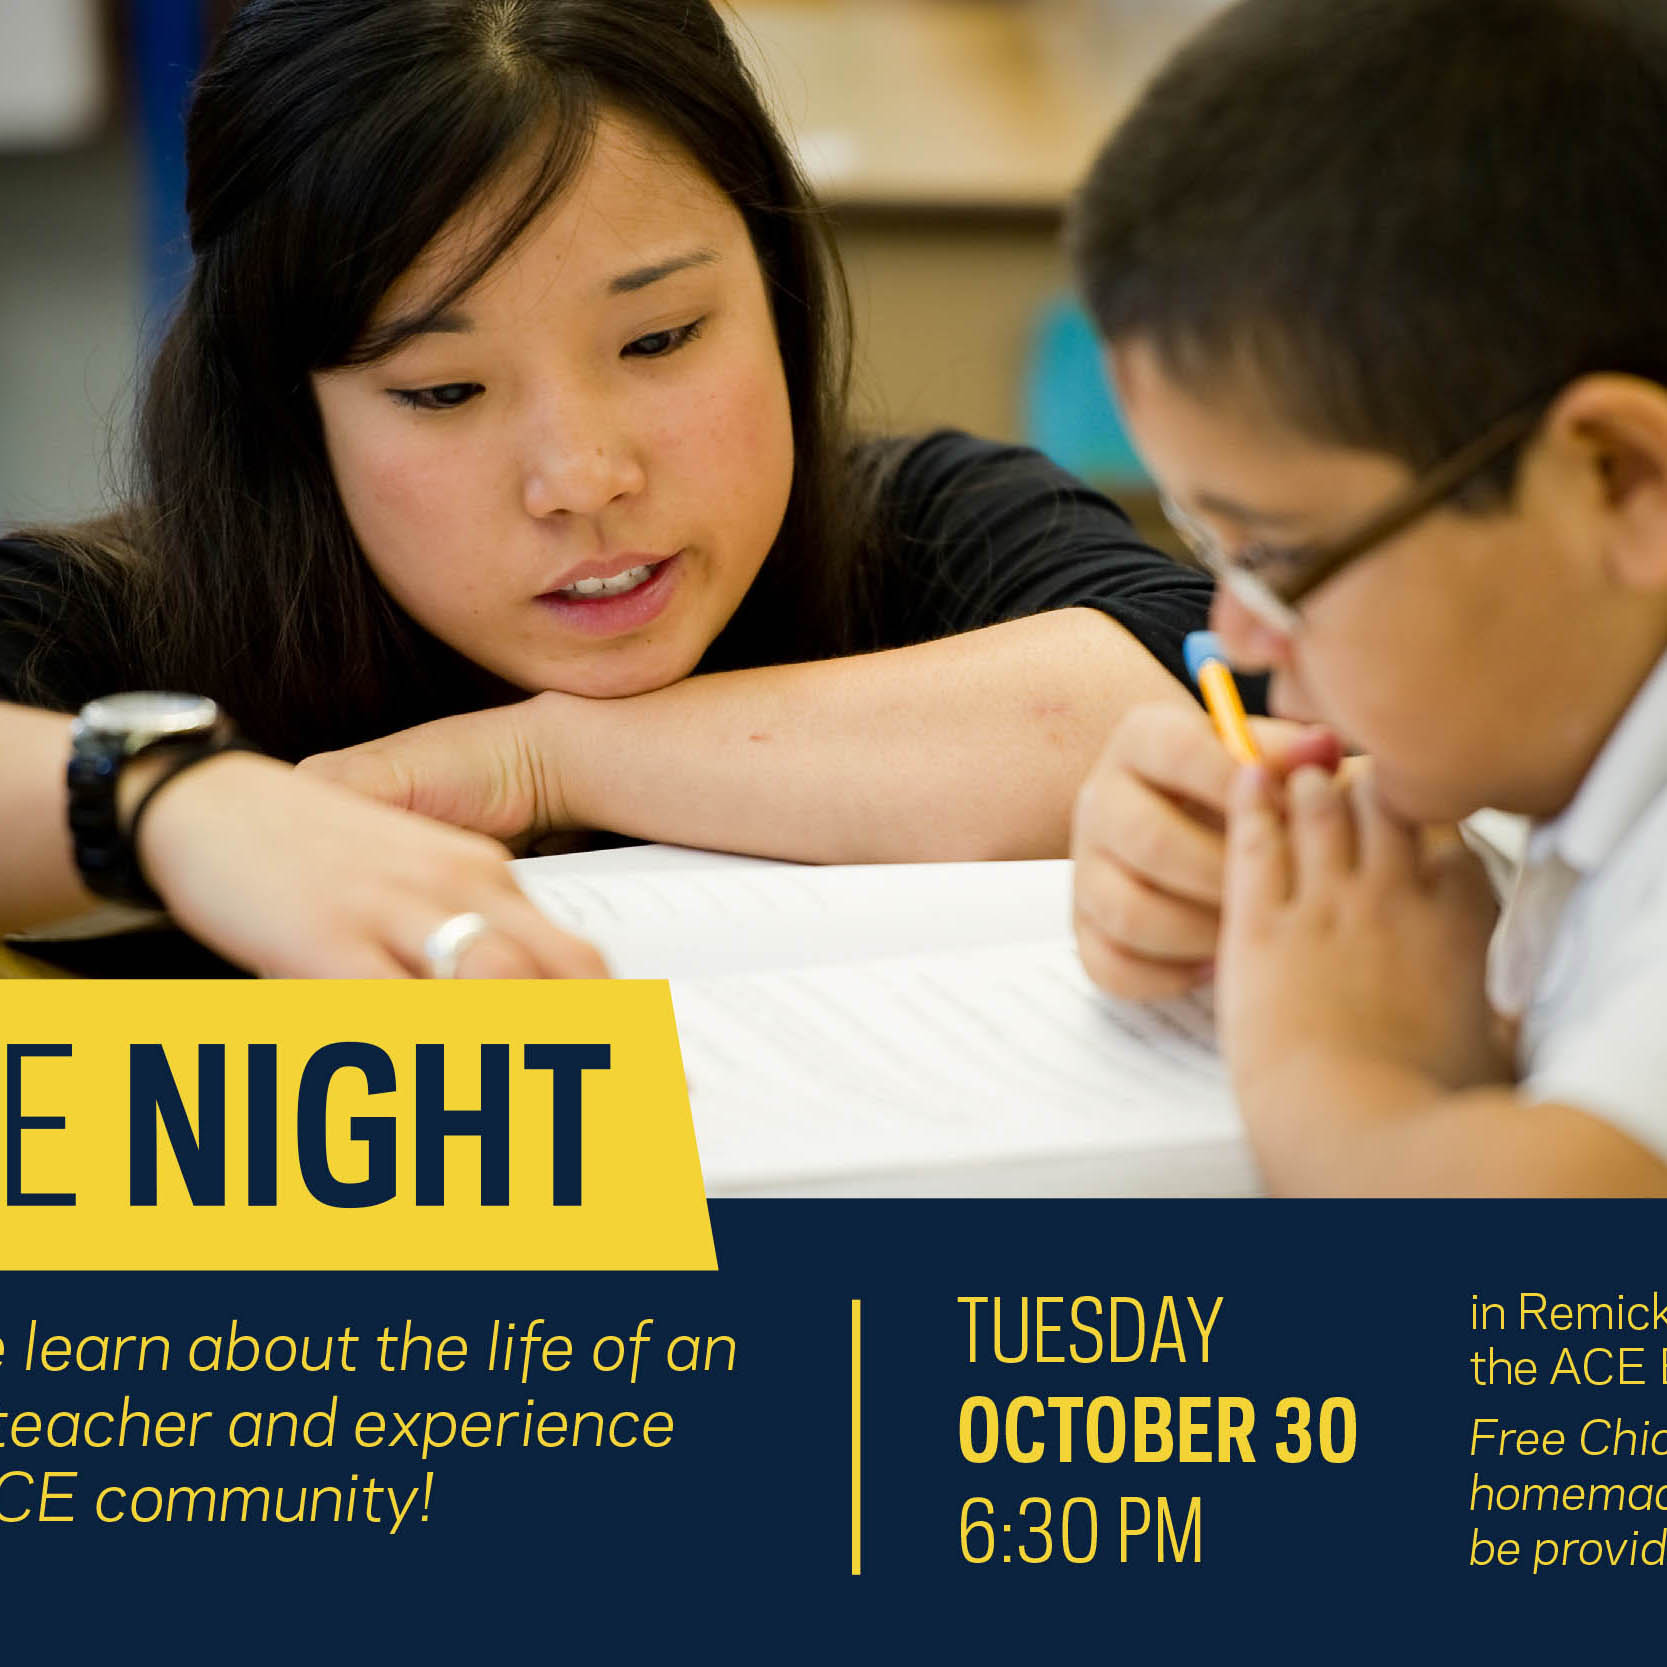 E NIGHT
e learn about the life of an
teacher and experience
CE community!
TUESDAY
OCTOBER 30
6:30 PM
in Remick
the ACE
Free Chic
homemad
be provid